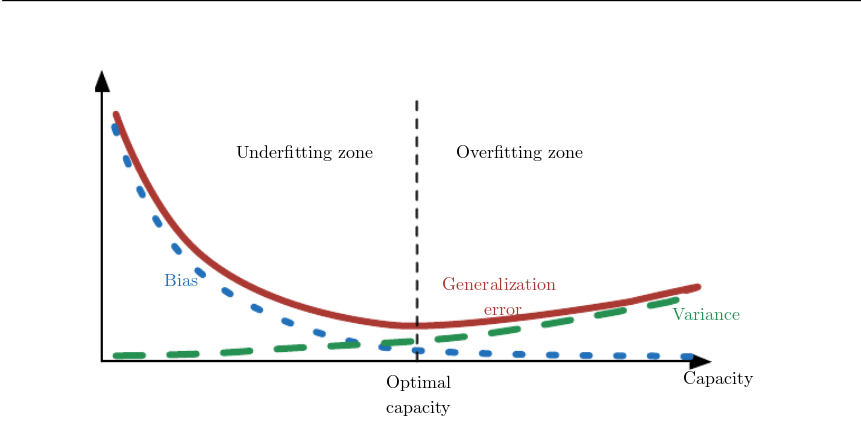 Underfitting zone
Overfitting zone
Bias
Generalization
error
Variance
Optimal
capacity
Capacity